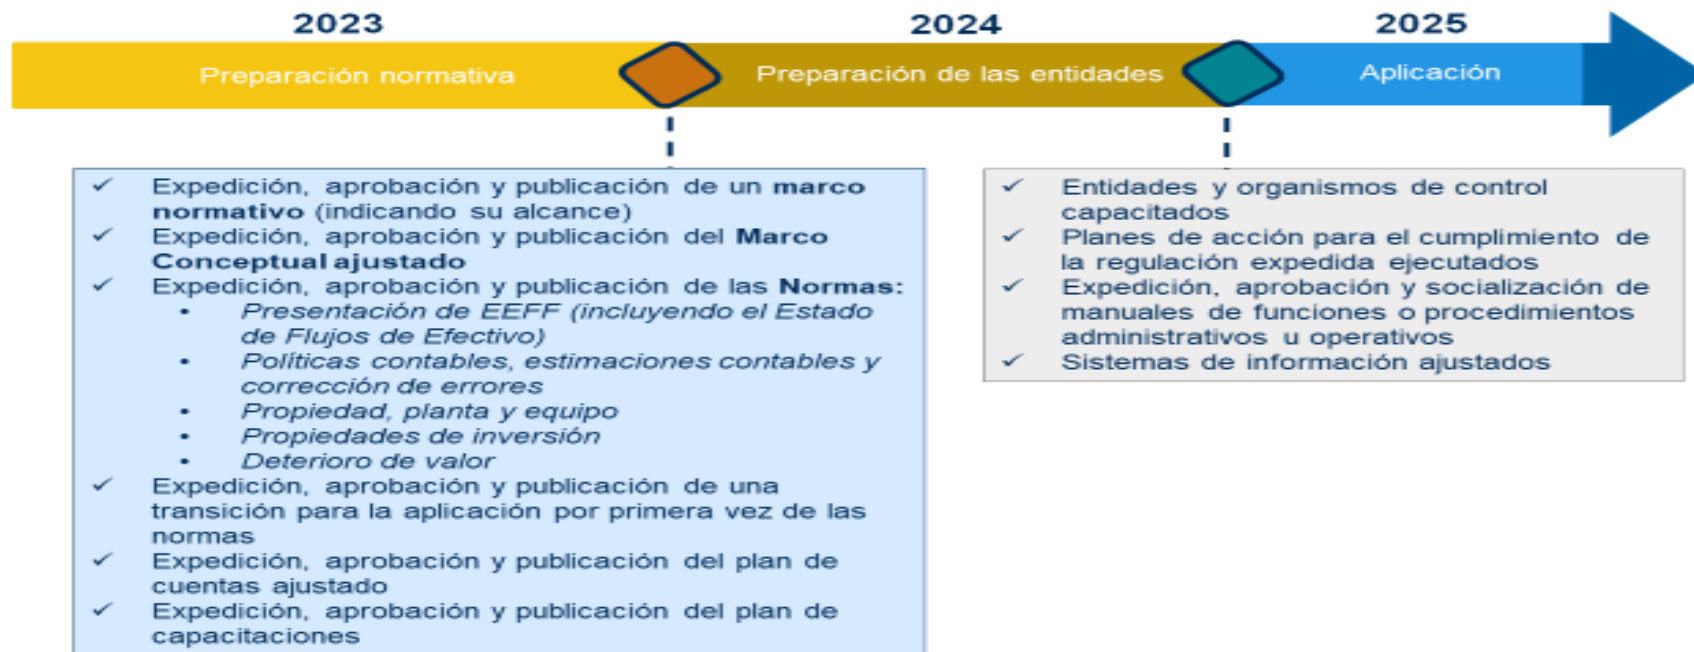 2023
2024
2025
Preparación normativa
Preparación de las entidades
Aplicación
✓ Expedición, aprobación y publicación de un marco
normativo (indicando su alcance)
✓ Expedición, aprobación y publicación del Marco
Conceptual ajustado
✓ Expedición, aprobación y publicación de las Normas:
• Presentación de EEFF (incluyendo el Estado
de Flujos de Efectivo)
• Políticas contables, estimaciones contables y
corrección de errores
• Propiedad, planta y equipo
• Propiedades de inversión
• Deterioro de valor
✓ Expedición, aprobación y publicación de una
transición para la aplicación por primera vez de las
normas
✓ Expedición, aprobación y publicación del plan de
cuentas ajustado
✓ Expedición, aprobación y publicación del plan de
capacitaciones
✓ Entidades y organismos de control
capacitados
✓ Planes de acción para el cumplimiento de
la regulación expedida ejecutados
✓ Expedición, aprobación y socialización de
manuales de funciones o procedimientos
administrativos u operativos
✓ Sistemas de información ajustados